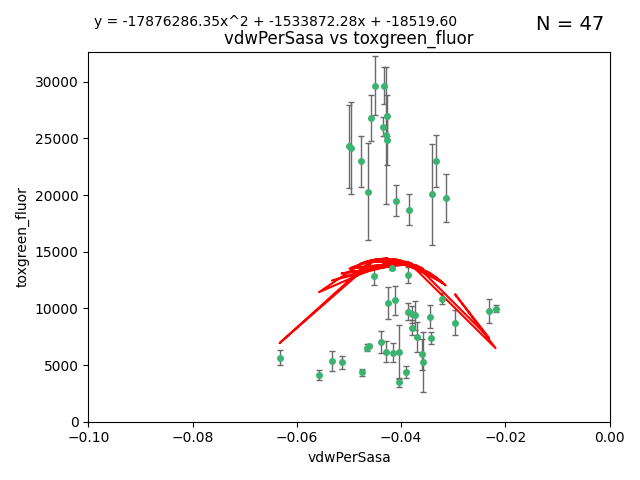 y = -17876286.35x^2 + -1533872.28x + -18519.60
N = 47
vdwPerSasa vs toxgreen_fluor
30000
25000
20000
15000
10000
5000
0
toxgreen_fluor
−0.10
−0.08
−0.06
−0.04
−0.02
0.00
vdwPerSasa